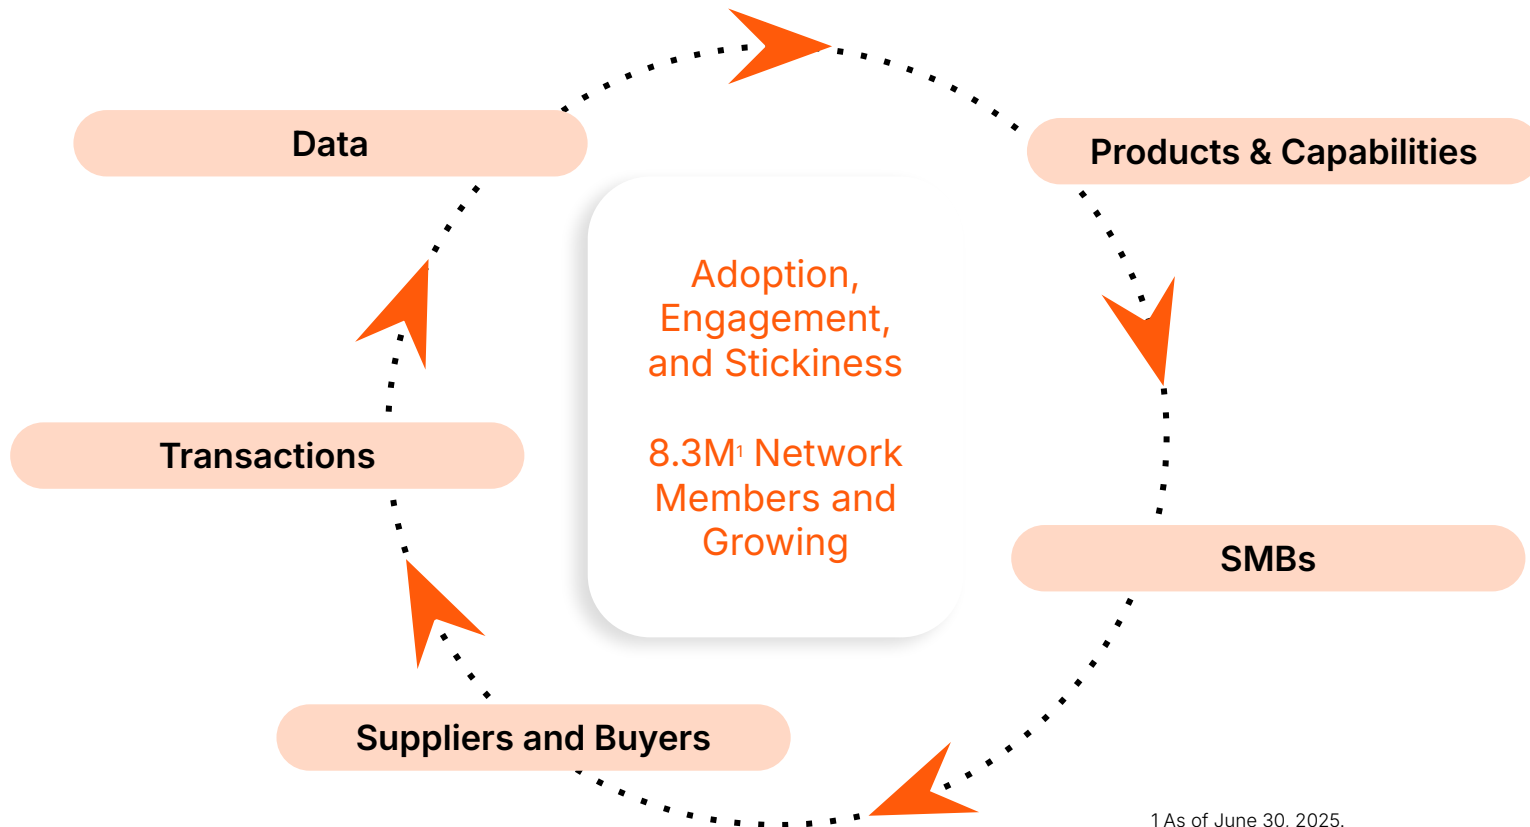 Data
Products & Capabilities
Adoption,
Engagement,
and Stickiness
8.3M¹ Network
Members and
Growing
Transactions
SMBs
Suppliers and Buyers
1 As of June 30, 2025.